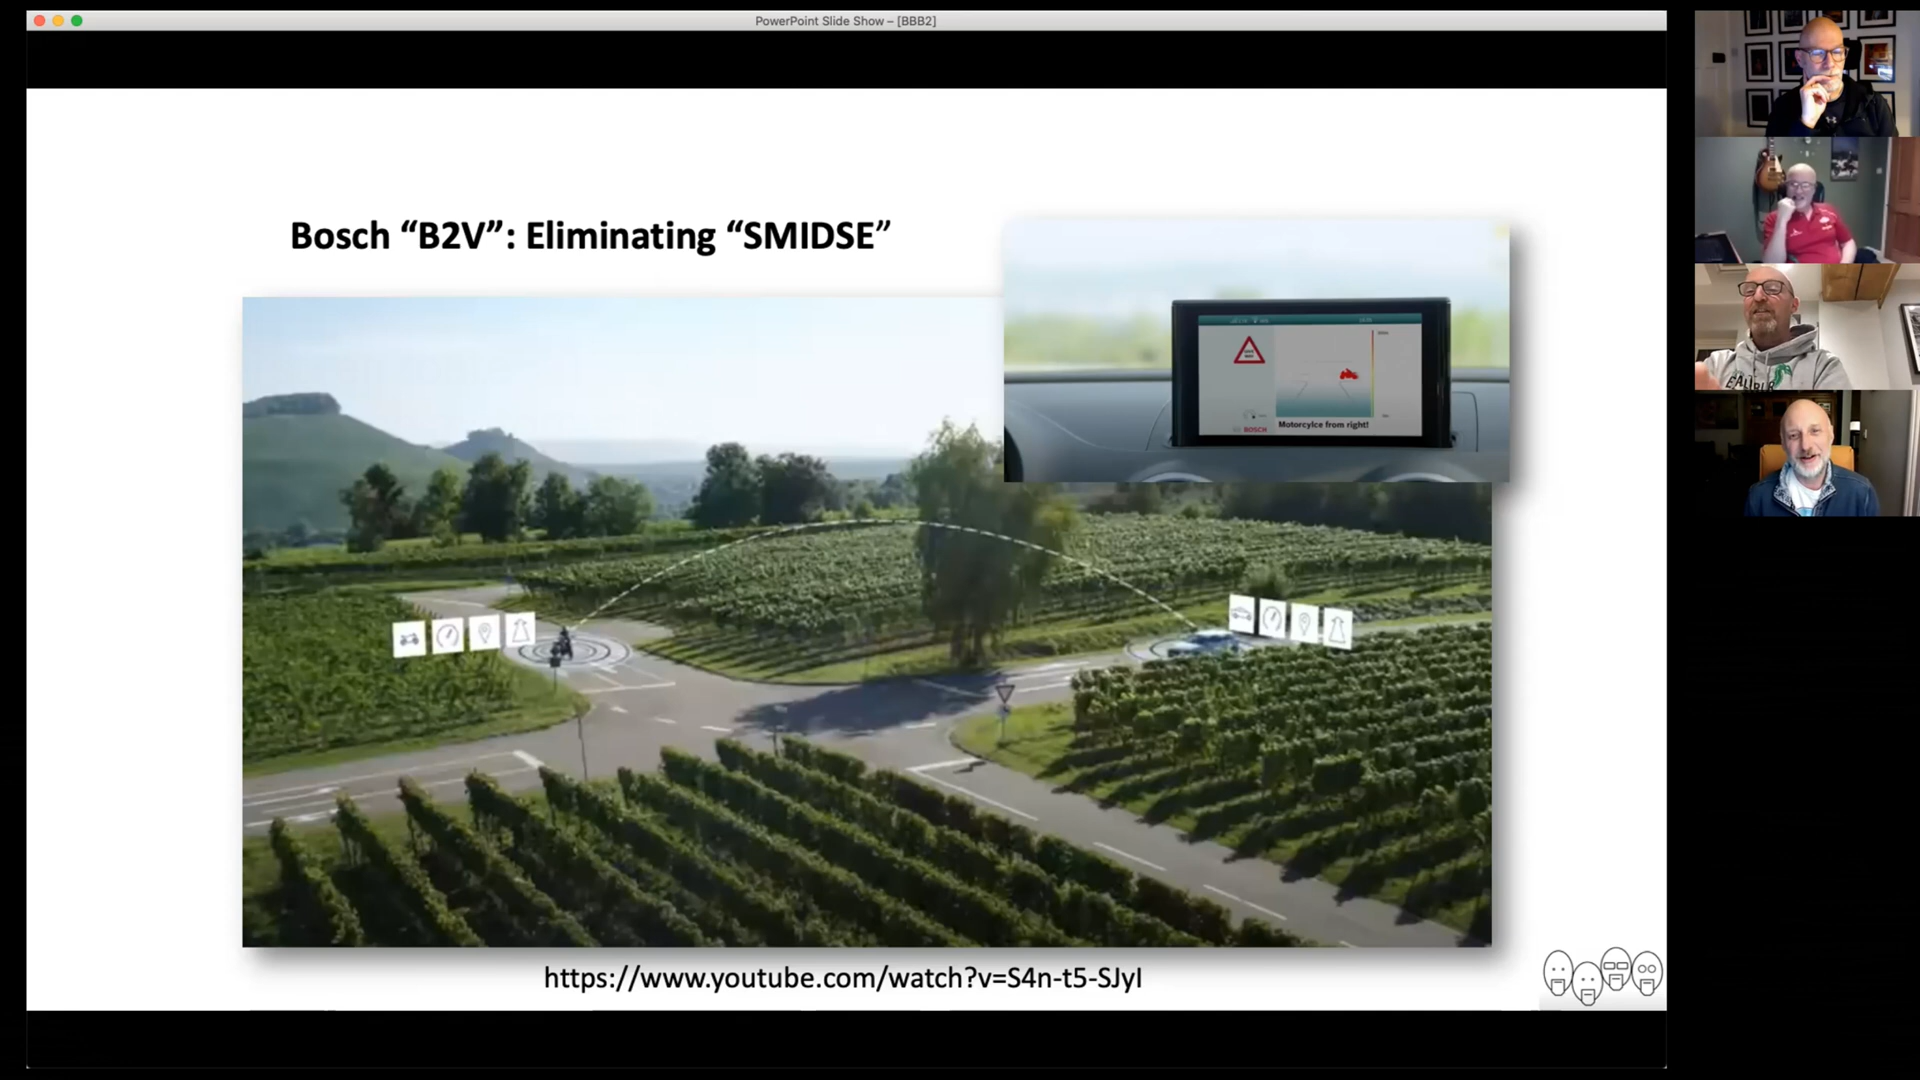 PowerPoint Slide Show – [BBB2]
Bosch “B2V”: Eliminating “SMIDSE”
BOSCH
Motorcylce from right!
https://www.youtube.com/watch?v=S4n-t5-SJyI